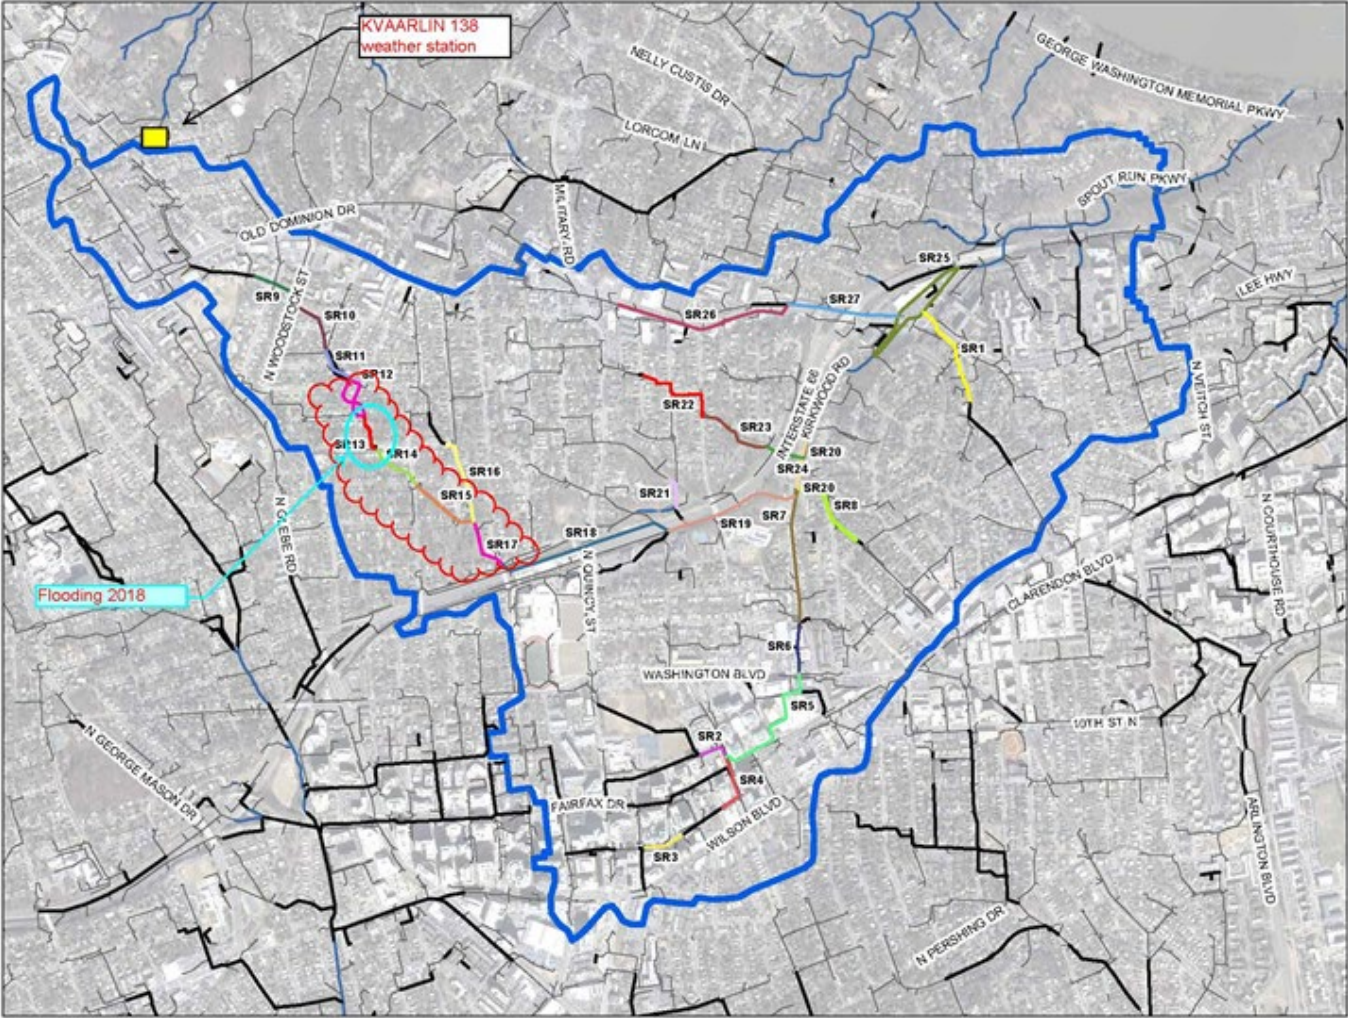 KVAARLIN 138
weather station
NELLY CUSTIS DR
GEORGE WASHINGTON MEMORIAL PKWY
LORCOM LN
SPOUT RUN PKWY
MILITARY RD
OLD DOMINION DR
SR25
LEE HWY
SR9
N WOODSTOCK ST
SR10
SR26
SR27
SR11
SR1
SR12
INTERSTATE 66
KIRKWOOD RD
N VEITCH ST
SR22
SR23
SR13
SR14
SR20
SR24
SR16
SR15
SR21
SR20
SR8
SR7
SR19
N GLEBE RD
SR18
SR17
N QUINCY ST
N COURTHOUSE RD
Flooding 2018
CLARENDON BLVD
SR6
WASHINGTON BLVD
SR5
10TH ST N
SR2
N GEORGE MASON DR
SR4
FAIRFAX DR
WILSON BLVD
ARLINGTON BLVD
SR3
N PERSHING DR